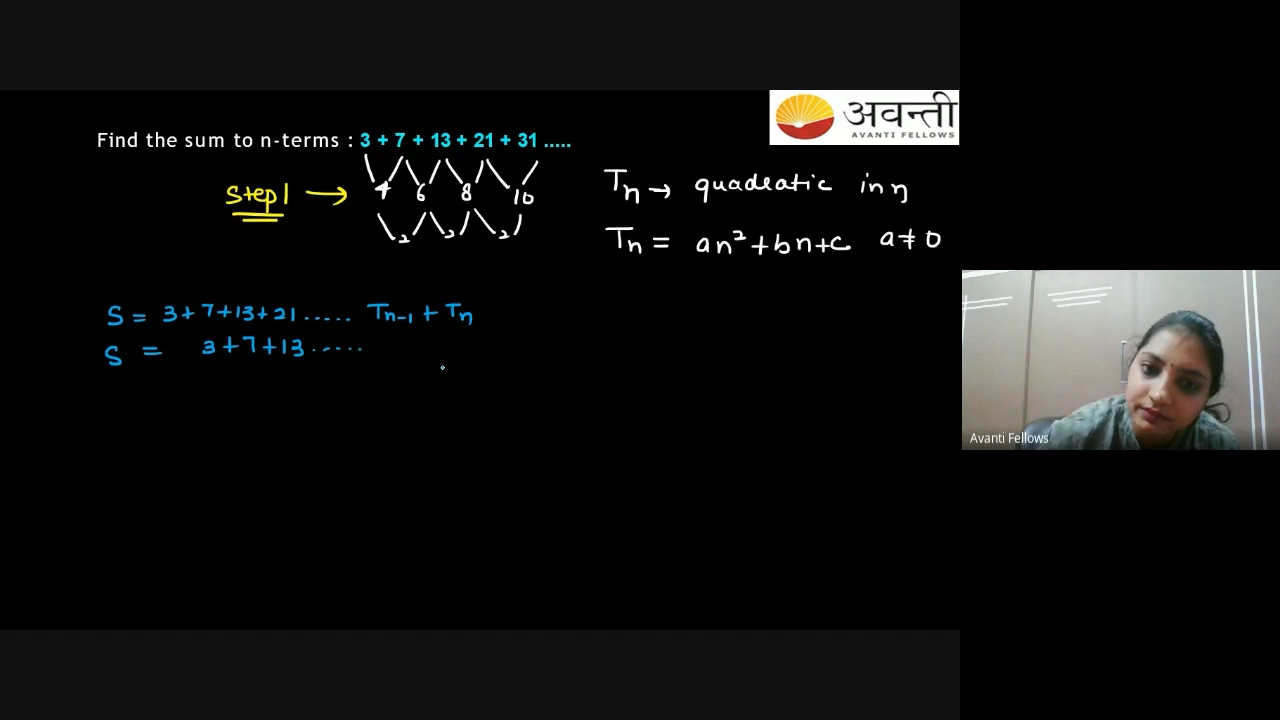 अवन्ती
AVANTI FELLOWS
Find the sum to n-terms : 3 + 7 + 13 + 21 + 31 .....
Step1 → 4 6 8 10
2 2 2
Tn → quadratic in n
Tn = an² + bn + c a ≠ 0
S = 3 + 7 + 13 + 21 ..... Tn-1 + Tn
S = 3 + 7 + 13 .....
Avanti Fellows